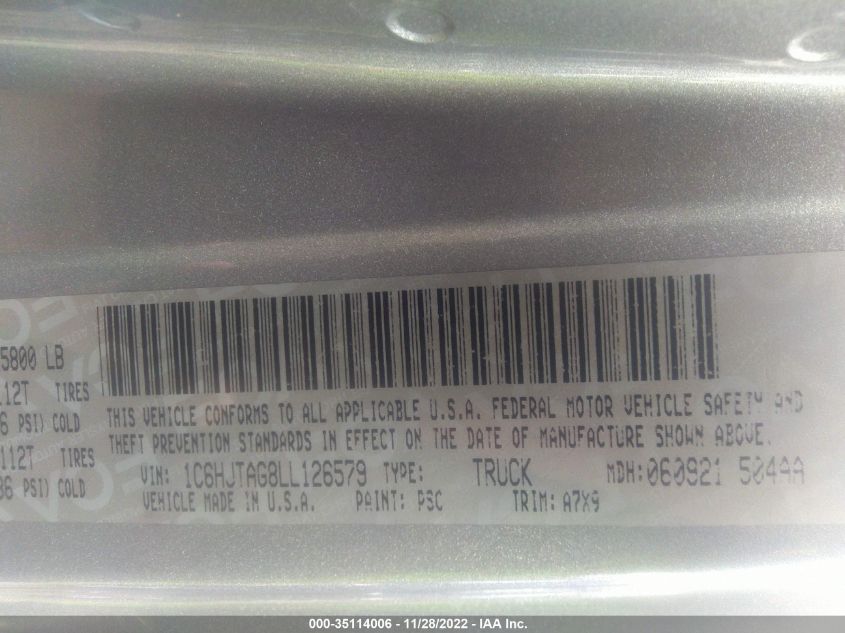 5800 LB
112T TIRES
6 PSI) COLD
112T TIRES
36 PSI) COLD
THIS VEHICLE CONFORMS TO ALL APPLICABLE U.S.A. FEDERAL MOTOR VEHICLE SAFETY AND
THEFT PREVENTION STANDARDS IN EFFECT ON THE DATE OF MANUFACTURE SHOWN ABOVE.
VIN: 1C6HJTAG8LL126579 TYPE: TRUCK MDH:060921 504AA
VEHICLE MADE IN U.S.A. PAINT: PSC TRIM: A7X9
000-35114006 - 11/28/2022 - IAA Inc.